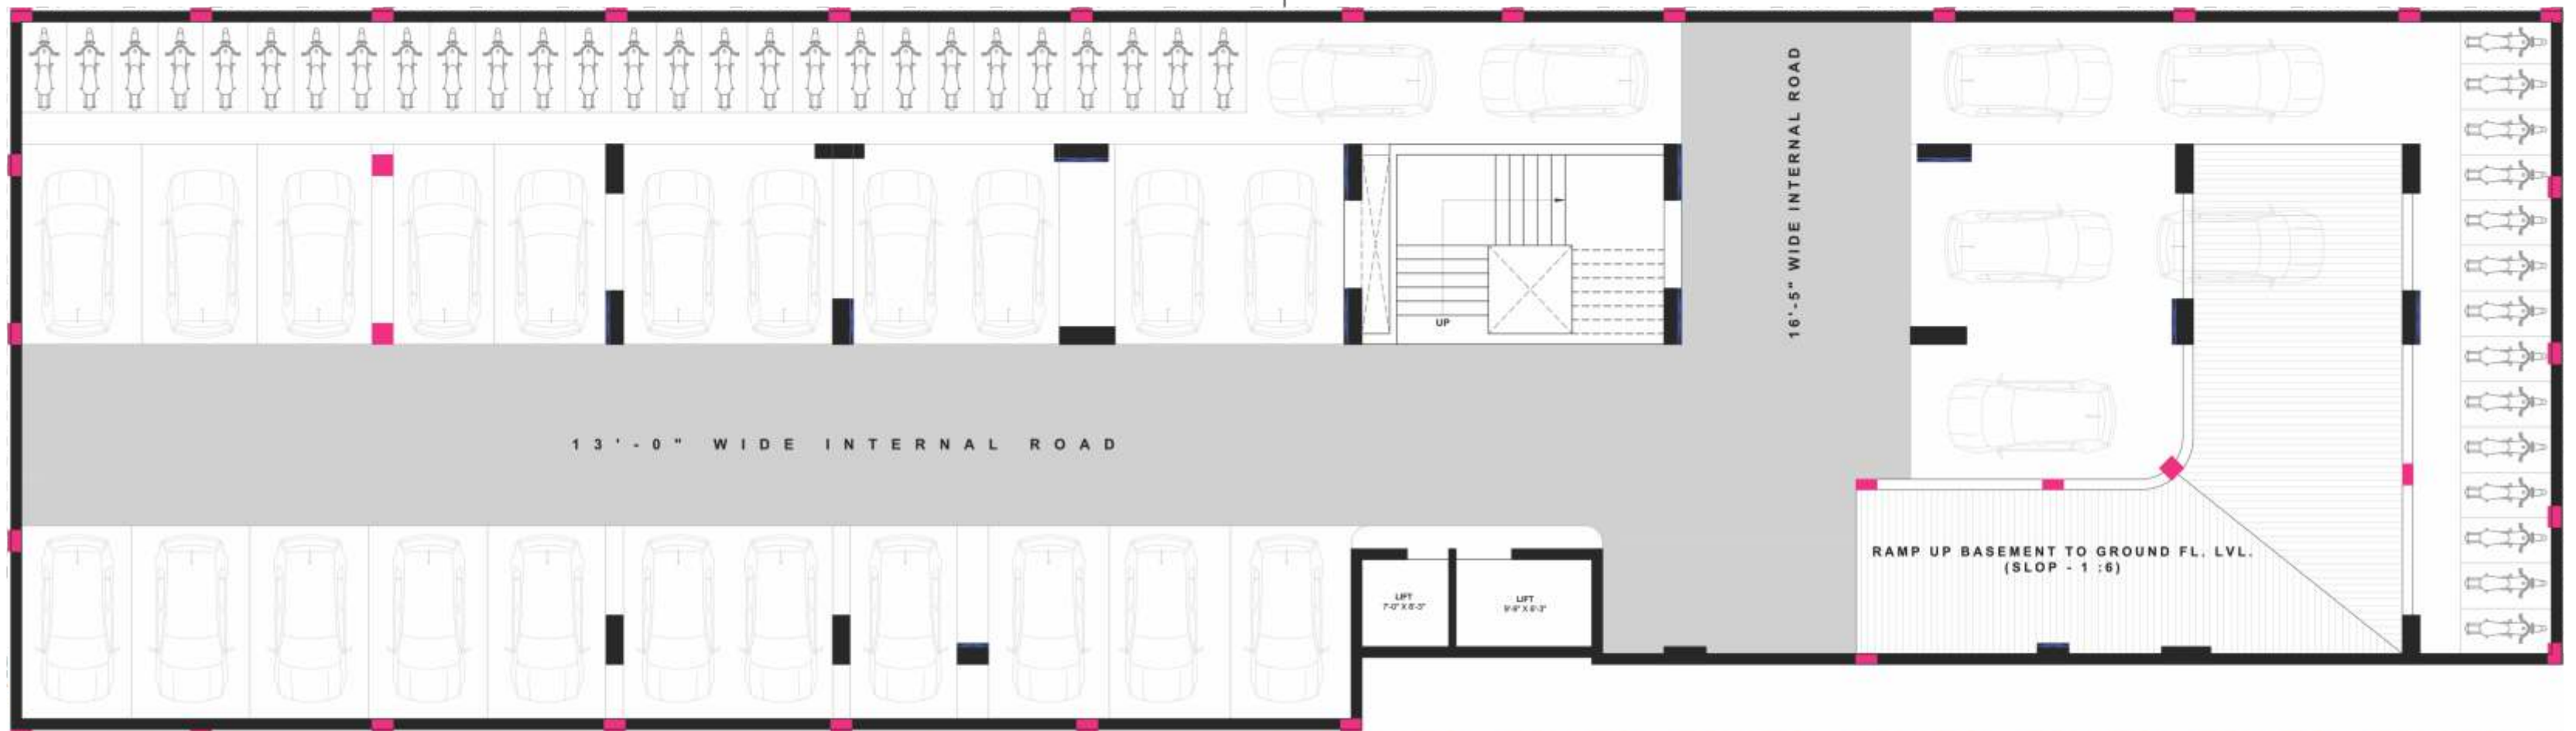 16'-5" WIDE INTERNAL ROAD
UP
13'-0" WIDE INTERNAL ROAD
RAMP UP BASEMENT TO GROUND FL. LVL.
(SLOP - 1 :6)
LIFT
LIFT